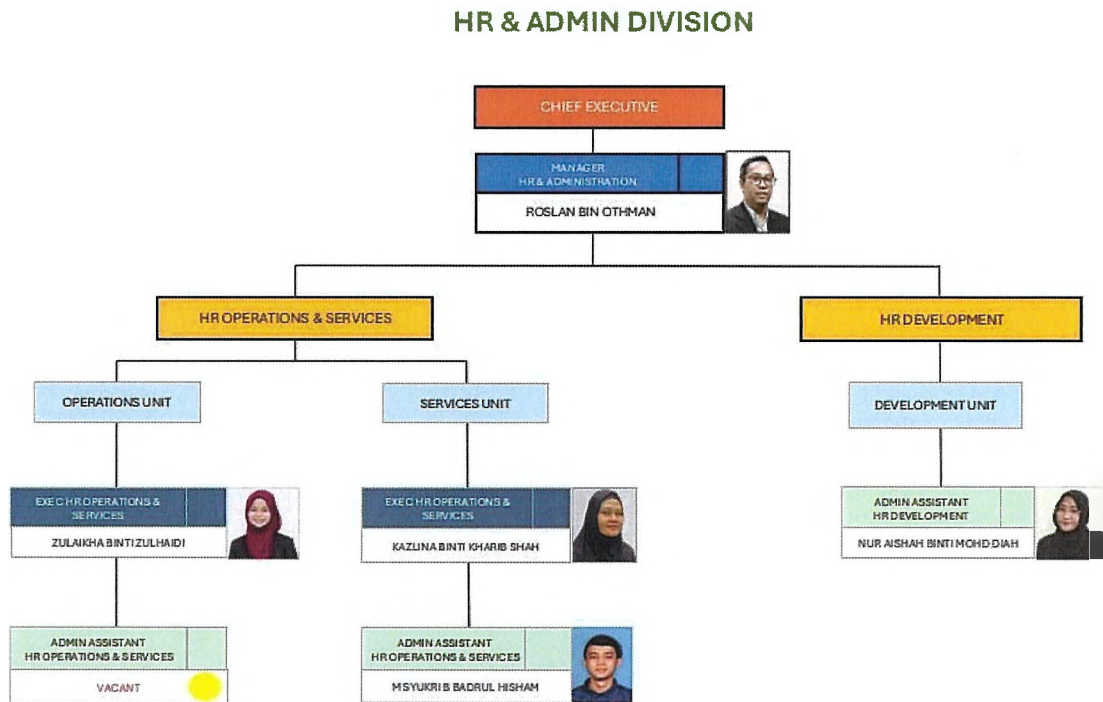 HR & ADMIN DIVISION
CHIEF EXECUTIVE
MANAGER
HR & ADMINISTRATION
ROSLAN BIN OTHMAN
HR OPERATIONS & SERVICES
HR DEVELOPMENT
OPERATIONS UNIT
SERVICES UNIT
DEVELOPMENT UNIT
EXEC HR OPERATIONS &
SERVICES
ZULAIKHA BINTI ZULHAIDI
EXEC HR OPERATIONS &
SERVICES
KAZLINA BINTI KHARIB SHAH
ADMIN ASSISTANT
HR DEVELOPMENT
NUR AISHAH BINTI MOHD DIAH
ADMIN ASSISTANT
HR OPERATIONS & SERVICES
VACANT
ADMIN ASSISTANT
HR OPERATIONS & SERVICES
M SYUKRI B BADRUL HISHAM